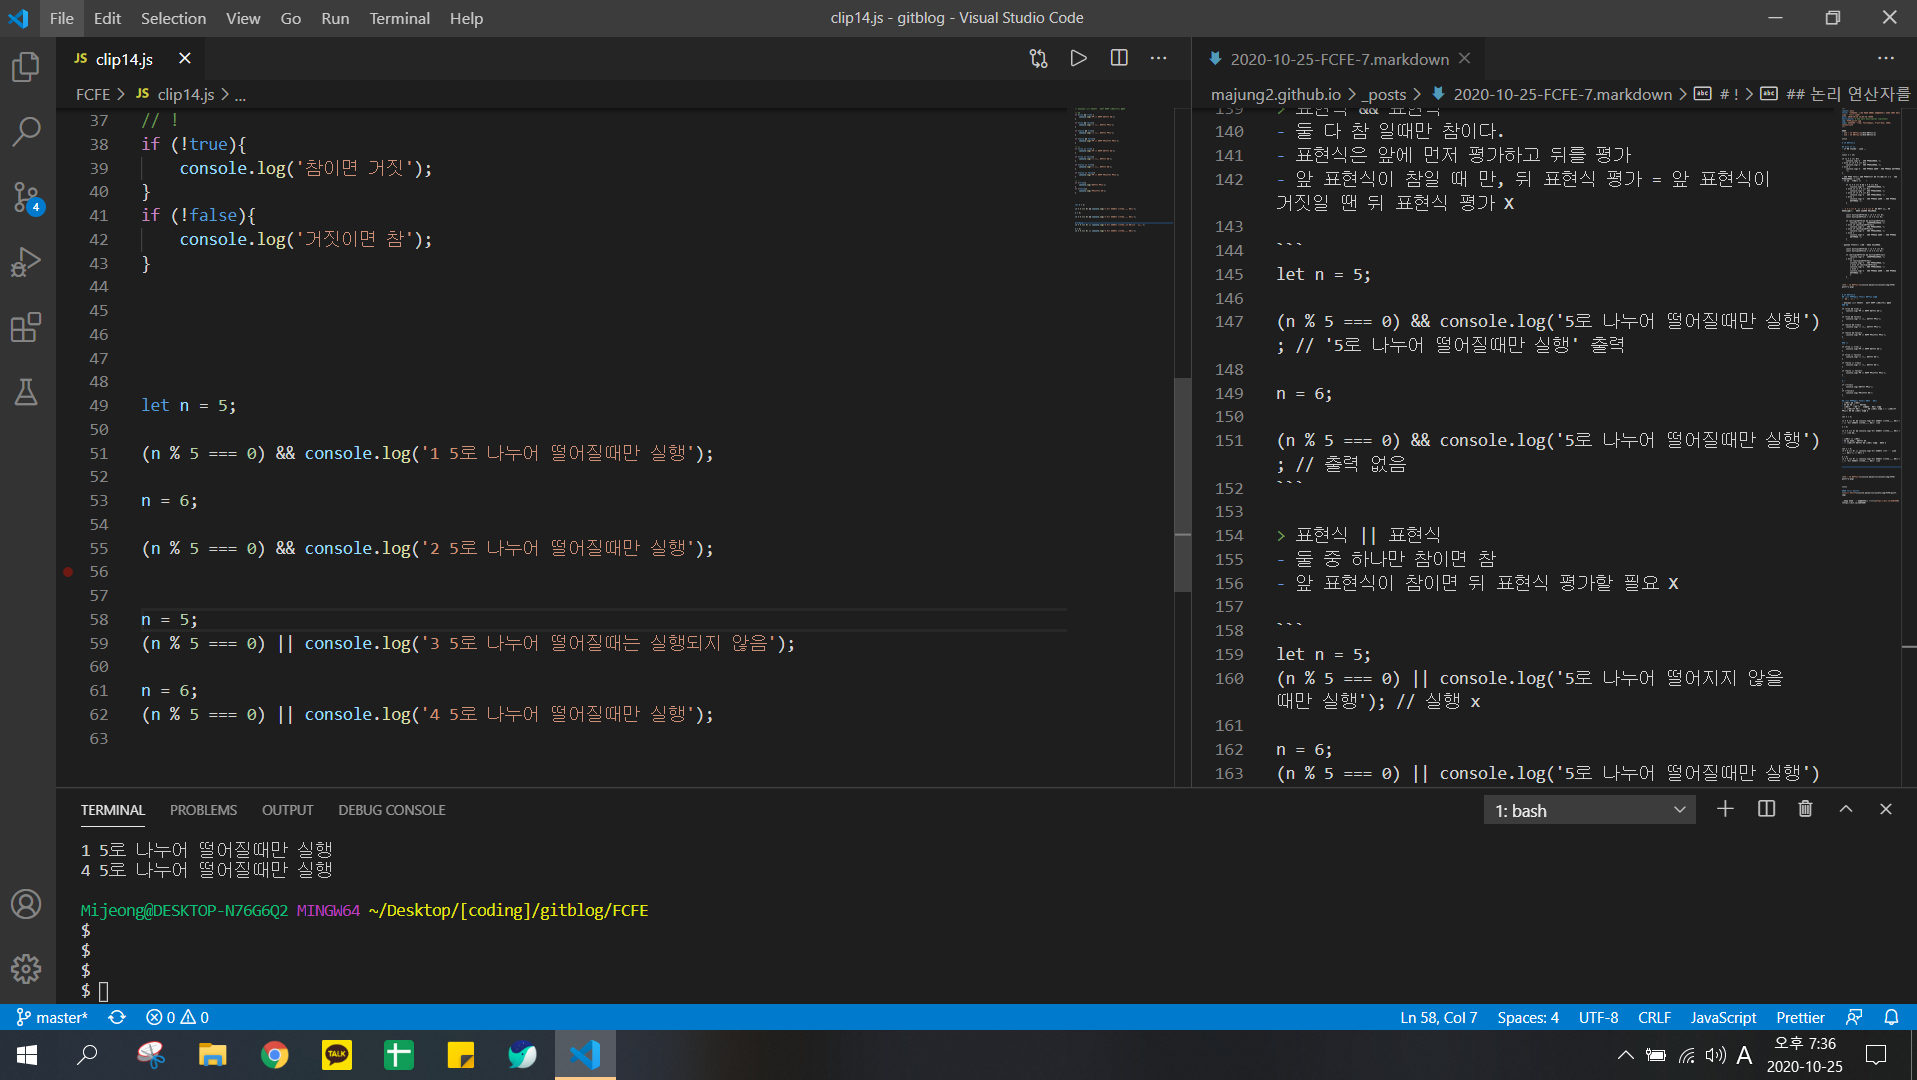 File Edit Selection View Go Run Terminal Help
clip14.js - gitblog - Visual Studio Code
JS clip14.js
FCFE > JS clip14.js > ...
37 // !
38 if (!true){
39 console.log('참이면 거짓');
40 }
41 if (!false){
42 console.log('거짓이면 참');
43 }
44
45
46
47
48
49 let n = 5;
50
51 (n % 5 === 0) && console.log('1 5로 나누어 떨어질때만 실행');
52
53 n = 6;
54
55 (n % 5 === 0) && console.log('2 5로 나누어 떨어질때만 실행');
56
57
58 n = 5;
59 (n % 5 === 0) || console.log('3 5로 나누어 떨어질때는 실행되지 않음');
60
61 n = 6;
62 (n % 5 === 0) || console.log('4 5로 나누어 떨어질때만 실행');
63
2020-10-25-FCFE-7.markdown
majung2.github.io > _posts > 2020-10-25-FCFE-7.markdown > # ! > ## 논리 연산자를
139 > 표현식 && 표현식
140 - 둘 다 참 일때만 참이다.
141 - 표현식은 앞에 먼저 평가하고 뒤를 평가
142 - 앞 표현식이 참일 때 만, 뒤 표현식 평가 = 앞 표현식이
거짓일 땐 뒤 표현식 평가 x
143
144 ```
145 let n = 5;
146
147 (n % 5 === 0) && console.log('5로 나누어 떨어질때만 실행')
; // '5로 나누어 떨어질때만 실행' 출력
148
149 n = 6;
150
151 (n % 5 === 0) && console.log('5로 나누어 떨어질때만 실행')
; // 출력 없음
152 ```
153
154 > 표현식 || 표현식
155 - 둘 중 하나만 참이면 참
156 - 앞 표현식이 참이면 뒤 표현식 평가할 필요 x
157
158 ```
159 let n = 5;
160 (n % 5 === 0) || console.log('5로 나누어 떨어지지 않을
때만 실행'); // 실행 x
161
162 n = 6;
163 (n % 5 === 0) || console.log('5로 나누어 떨어질때만 실행')
TERMINAL PROBLEMS OUTPUT DEBUG CONSOLE
1: bash
1 5로 나누어 떨어질때만 실행
4 5로 나누어 떨어질때만 실행
Mijeong@DESKTOP-N76G6Q2 MINGW64 ~/Desktop/[coding]/gitblog/FCFE
$
$
$
$
master* 0 0
Ln 58, Col 7 Spaces: 4 UTF-8 CRLF JavaScript Prettier
4
TALK
A
오후 7:36
2020-10-25